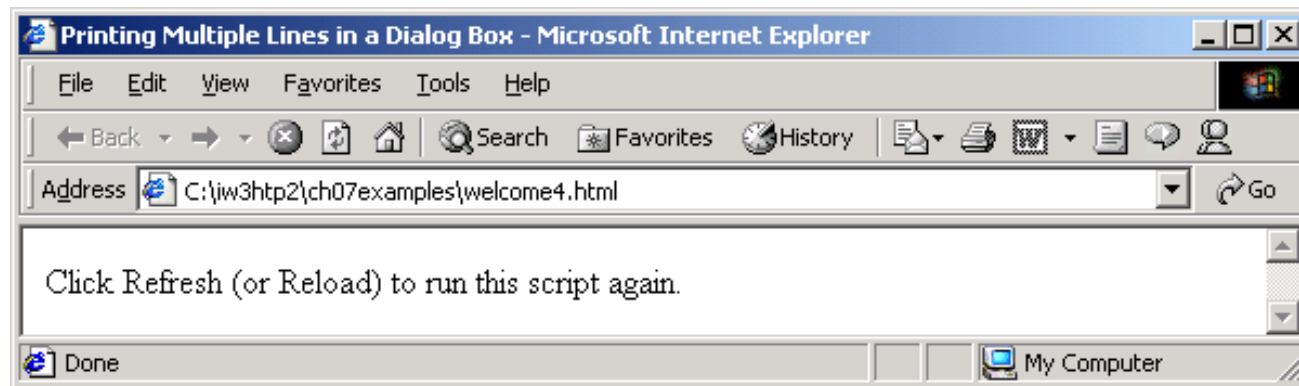 Printing Multiple Lines in a Dialog Box - Microsoft Internet Explorer
File Edit View Favorites Tools Help
Back Search Favorites History
Address C:\iw3htp2\ch07examples\welcome4.html Go
Click Refresh (or Reload) to run this script again.
Done My Computer